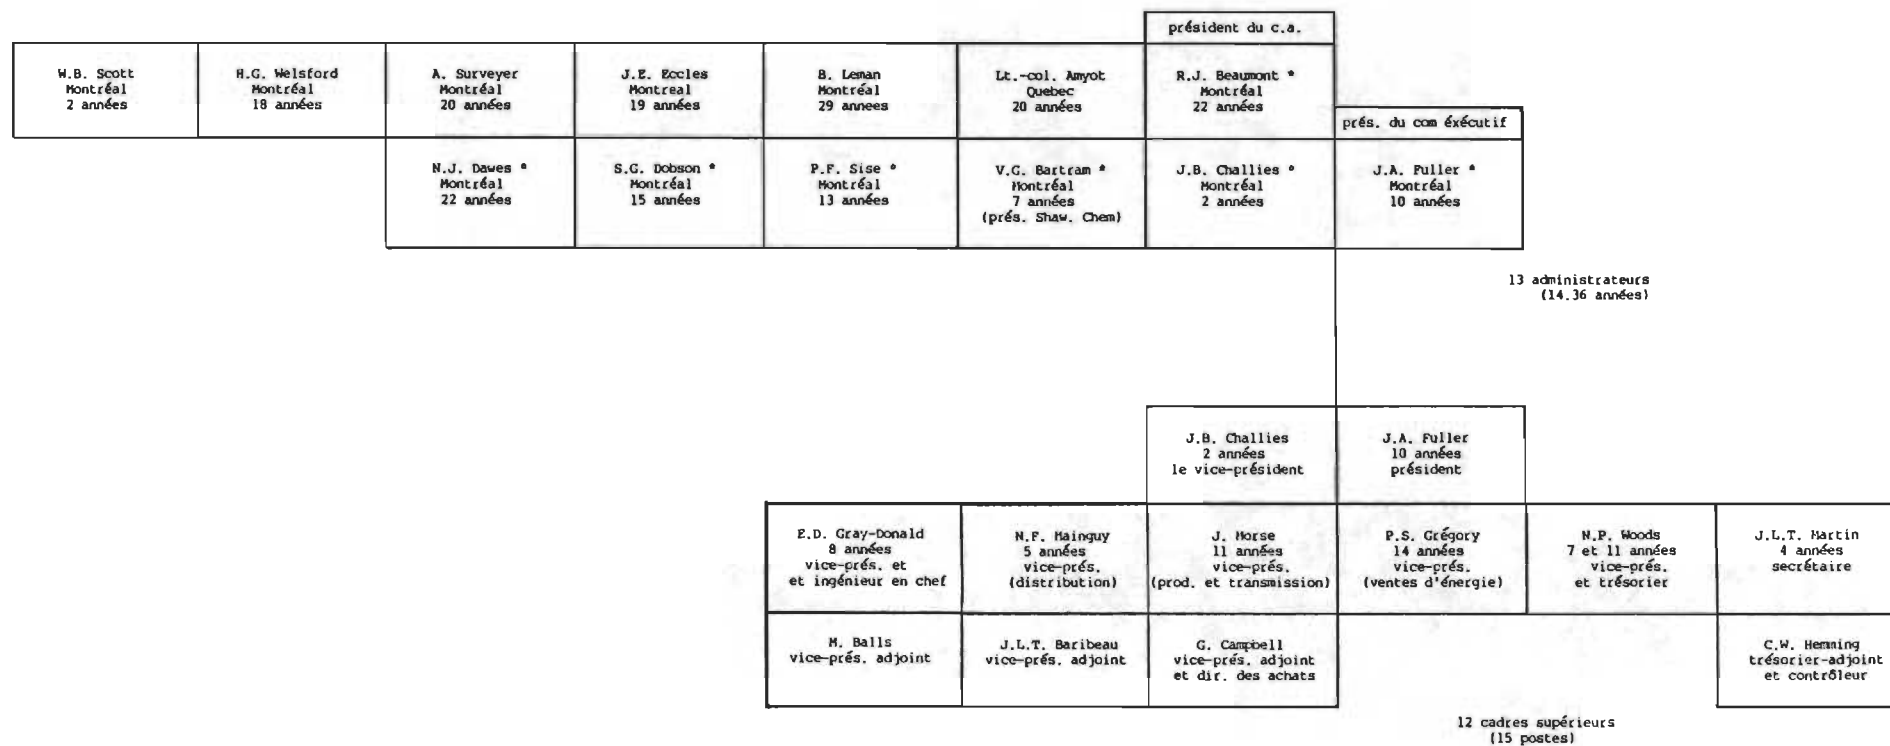 président du c.a.
W.B. Scott
Montréal
2 années
H.G. Welsford
Montréal
18 années
A. Surveyer
Montréal
20 années
J.E. Eccles
Montreal
19 années
B. Leman
Montréal
29 annees
Lt.-col. Amyot
Quebec
20 années
R.J. Beaumont *
Montréal
22 années
prés. du com éxécutif
N.J. Dawes *
Montréal
22 années
S.G. Dobson *
Montréal
15 années
P.F. Sise *
Montréal
13 années
V.G. Bartram *
Montréal
7 années
(prés. Shaw. Chem)
J.B. Challies *
Montréal
2 années
J.A. Fuller *
Montréal
10 années
13 administrateurs
(14.36 années)
J.B. Challies
2 années
le vice-président
J.A. Fuller
10 années
président
E.D. Gray-Donald
8 années
vice-prés. et
et ingénieur en chef
N.F. Mainguy
5 années
vice-prés.
(distribution)
J. Morse
11 années
vice-prés.
(prod. et transmission)
P.S. Grégory
14 années
vice-prés.
(ventes d'énergie)
N.P. Woods
7 et 11 années
vice-prés.
et trésorier
J.L.T. Martin
4 années
secrétaire
M. Balls
vice-prés. adjoint
J.L.T. Baribeau
vice-prés. adjoint
G. Campbell
vice-prés. adjoint
et dir. des achats
C.W. Hemming
trésorier-adjoint
et contrôleur
12 cadres supérieurs
(15 postes)